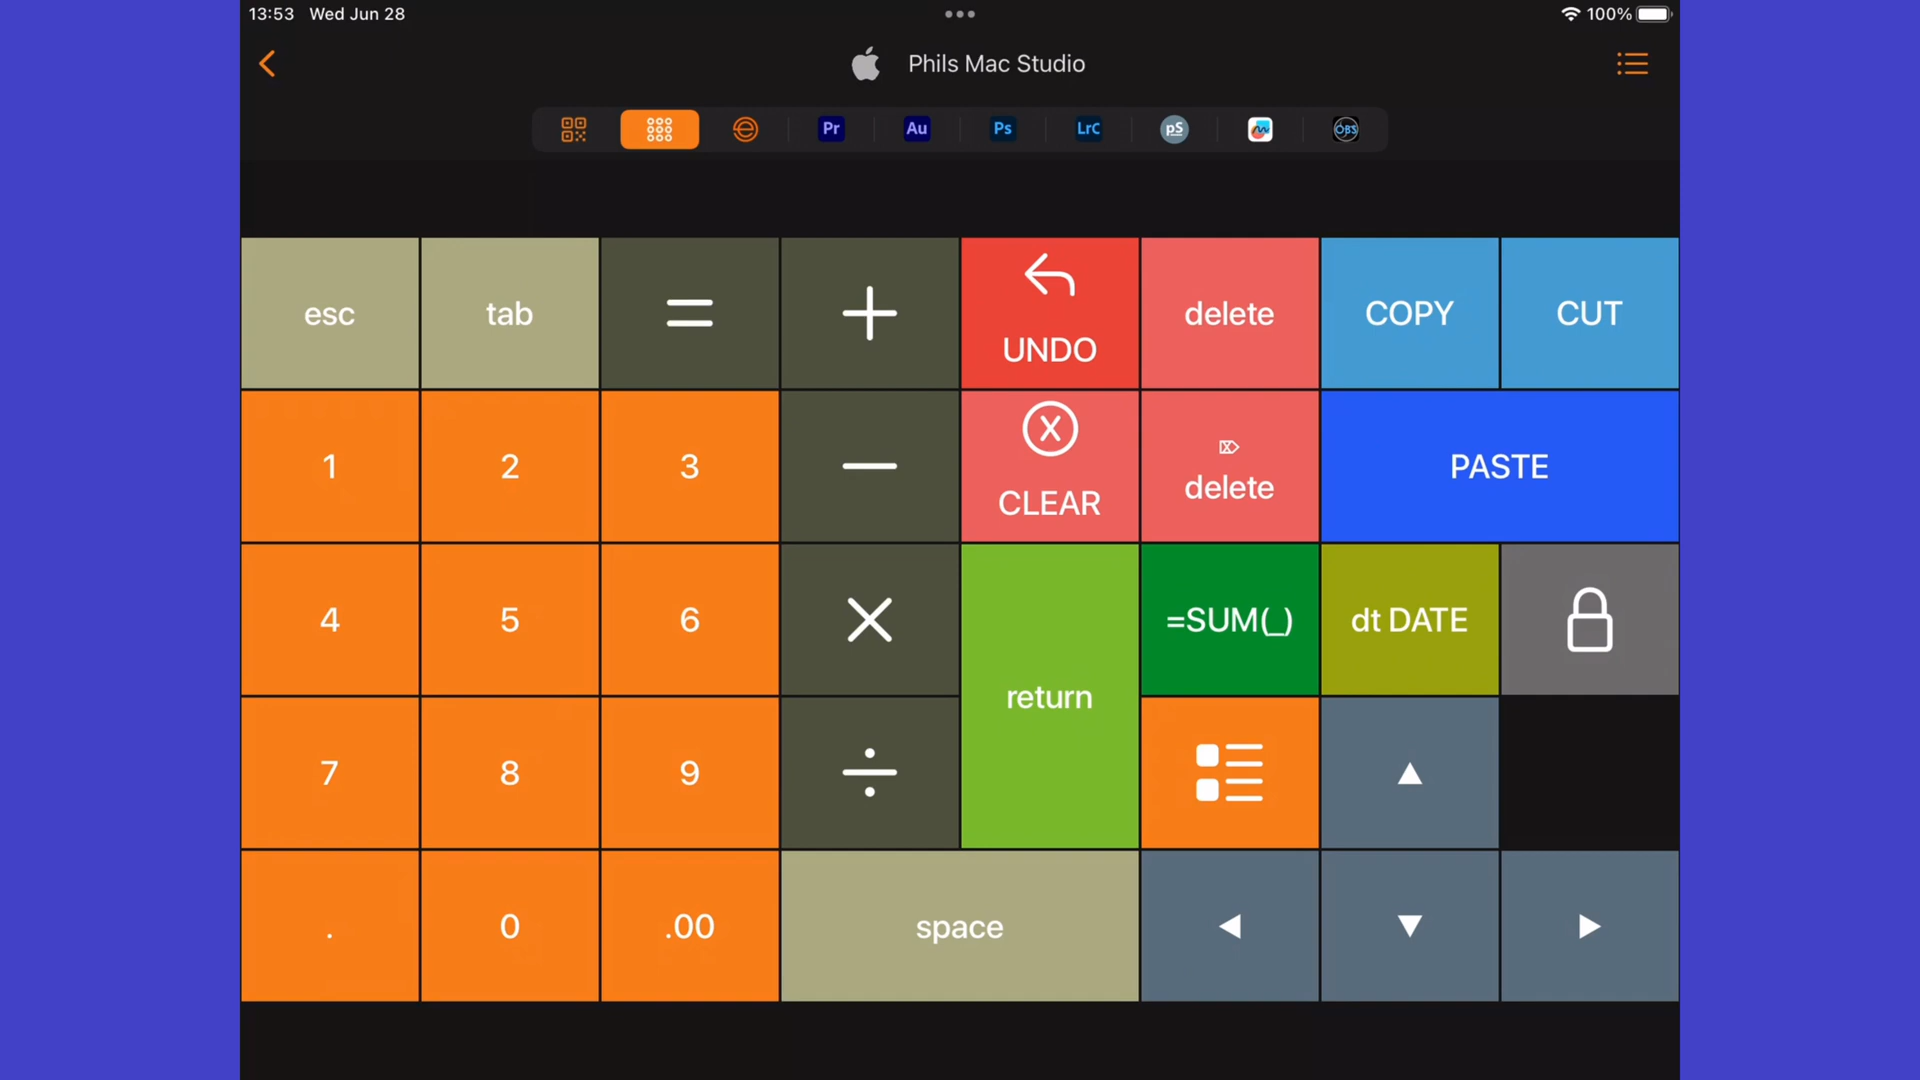 13:53 Wed Jun 28
100%
Phils Mac Studio
Pr Au Ps LrC pS OBS
esc tab = + UNDO delete COPY CUT
1 2 3 − CLEAR delete PASTE
4 5 6 × return =SUM(_) dt DATE
7 8 9 ÷
. 0 .00 space